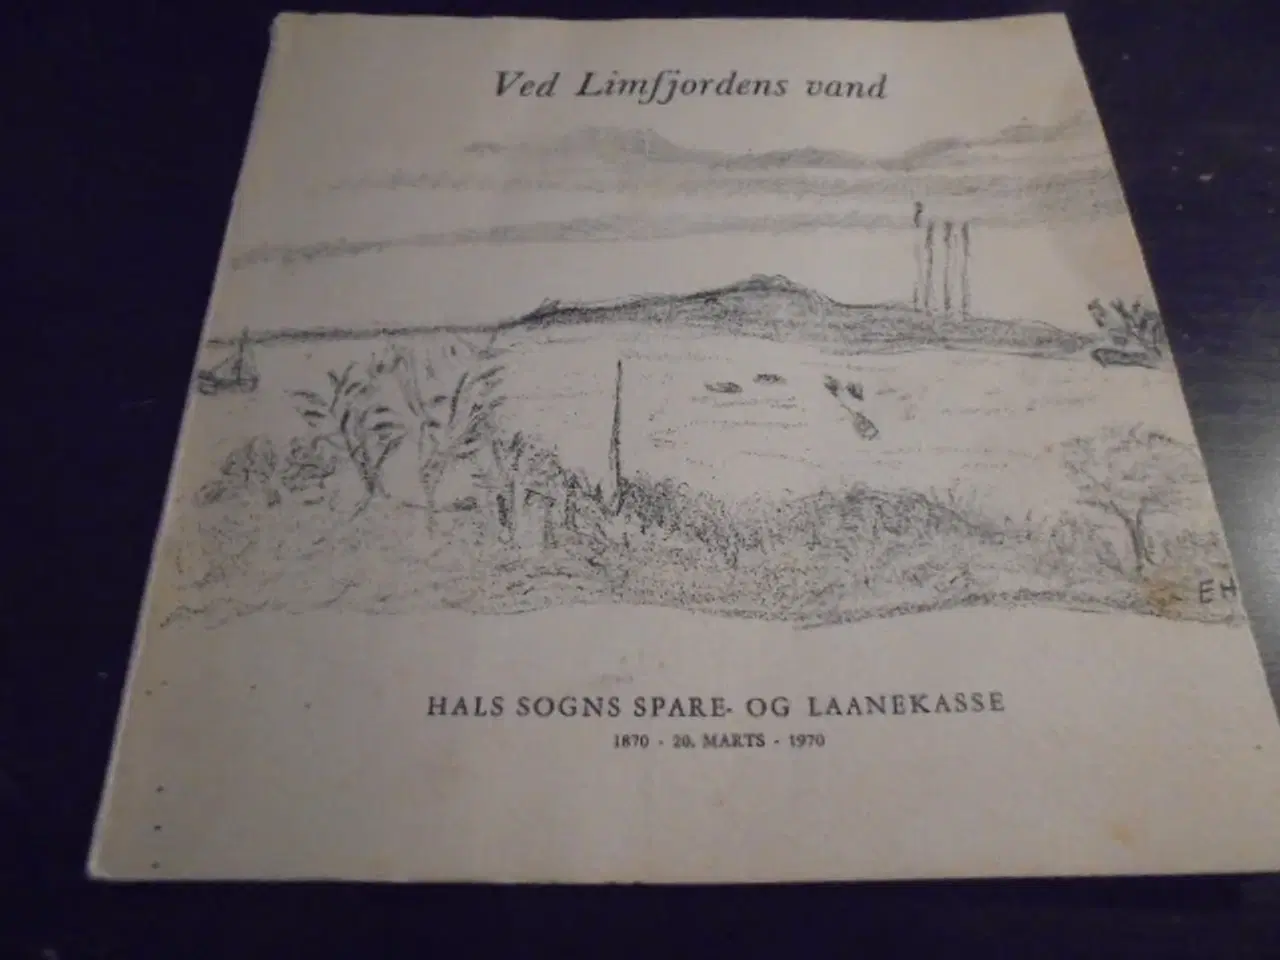 Ved Limfjordens vand
EH
HALS SOGNS SPARE- OG LAANEKASSE
1870 - 20. MARTS - 1970